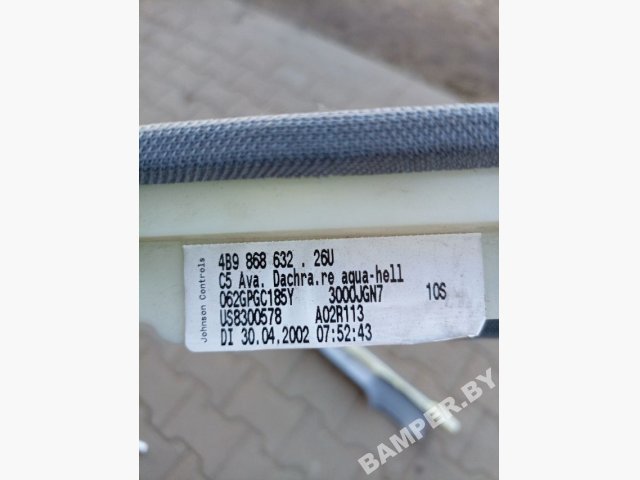 Johnson Controls
4B9 868 632 . 26U
C5 Ava. Dachra.re aqua-hell
062GPGC185Y 3000JGN7 10S
US8300578 A02R113
DI 30.04.2002 07:52:43
BAMPER.BY